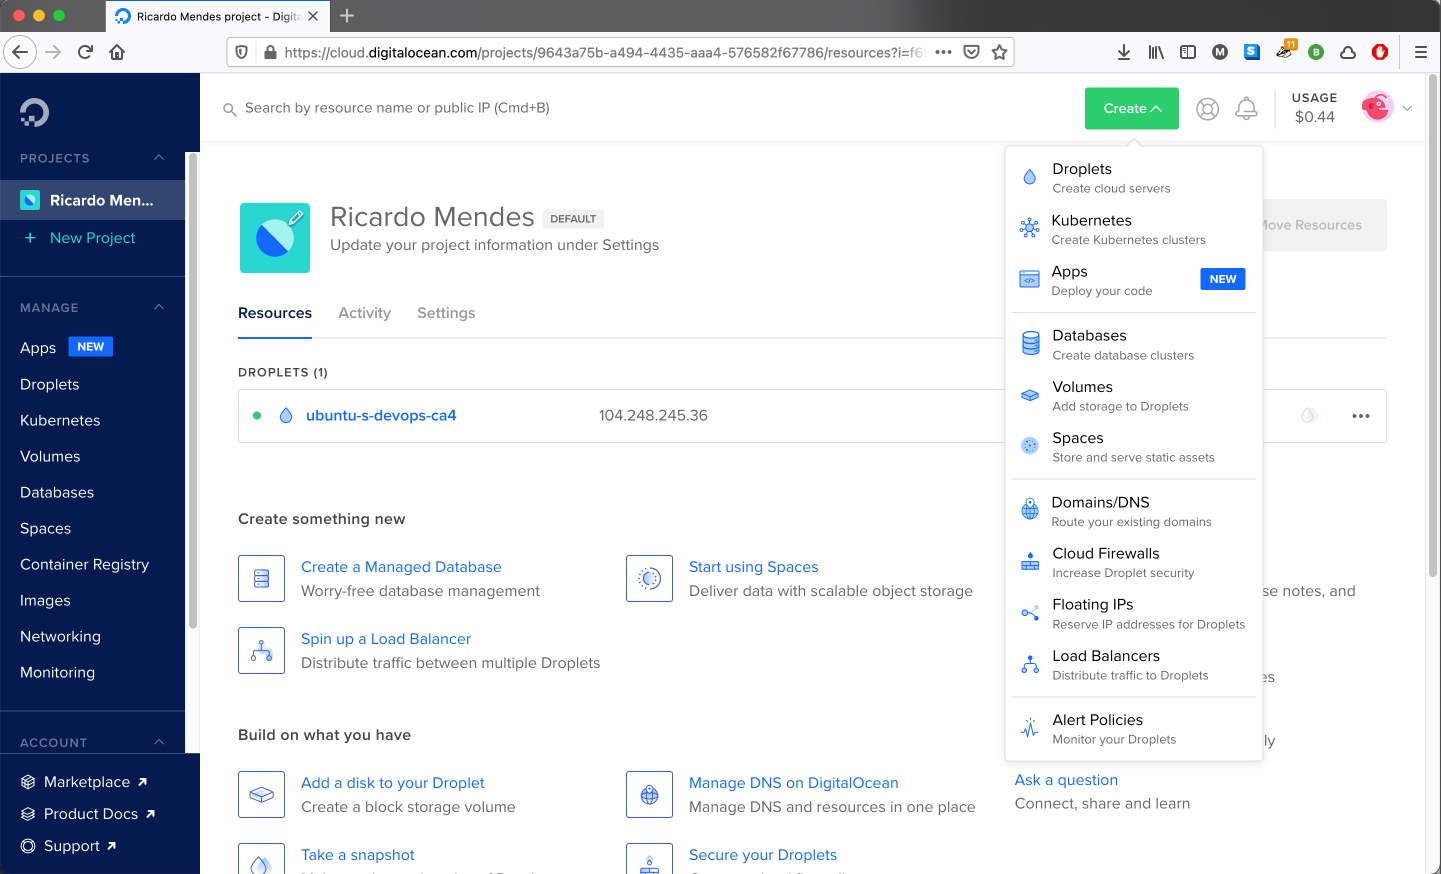 Ricardo Mendes project - Digita
https://cloud.digitalocean.com/projects/9643a75b-a494-4435-aaa4-576582f67786/resources?i=f6
M
S
11
B
Search by resource name or public IP (Cmd+B)
Create
USAGE
$0.44
PROJECTS
Ricardo Men...
+ New Project
MANAGE
Apps NEW
Droplets
Kubernetes
Volumes
Databases
Spaces
Container Registry
Images
Networking
Monitoring
ACCOUNT
Marketplace
Product Docs
Support
Ricardo Mendes DEFAULT
Update your project information under Settings
Move Resources
Resources
Activity
Settings
DROPLETS (1)
ubuntu-s-devops-ca4
104.248.245.36
Create something new
Create a Managed Database
Worry-free database management
Start using Spaces
Deliver data with scalable object storage
Spin up a Load Balancer
Distribute traffic between multiple Droplets
Build on what you have
Add a disk to your Droplet
Create a block storage volume
Manage DNS on DigitalOcean
Manage DNS and resources in one place
Take a snapshot
Secure your Droplets
Droplets
Create cloud servers
Kubernetes
Create Kubernetes clusters
Apps
Deploy your code
NEW
Databases
Create database clusters
Volumes
Add storage to Droplets
Spaces
Store and serve static assets
Domains/DNS
Route your existing domains
Cloud Firewalls
Increase Droplet security
Floating IPs
Reserve IP addresses for Droplets
Load Balancers
Distribute traffic to Droplets
Alert Policies
Monitor your Droplets
se notes, and
es
ly
Ask a question
Connect, share and learn